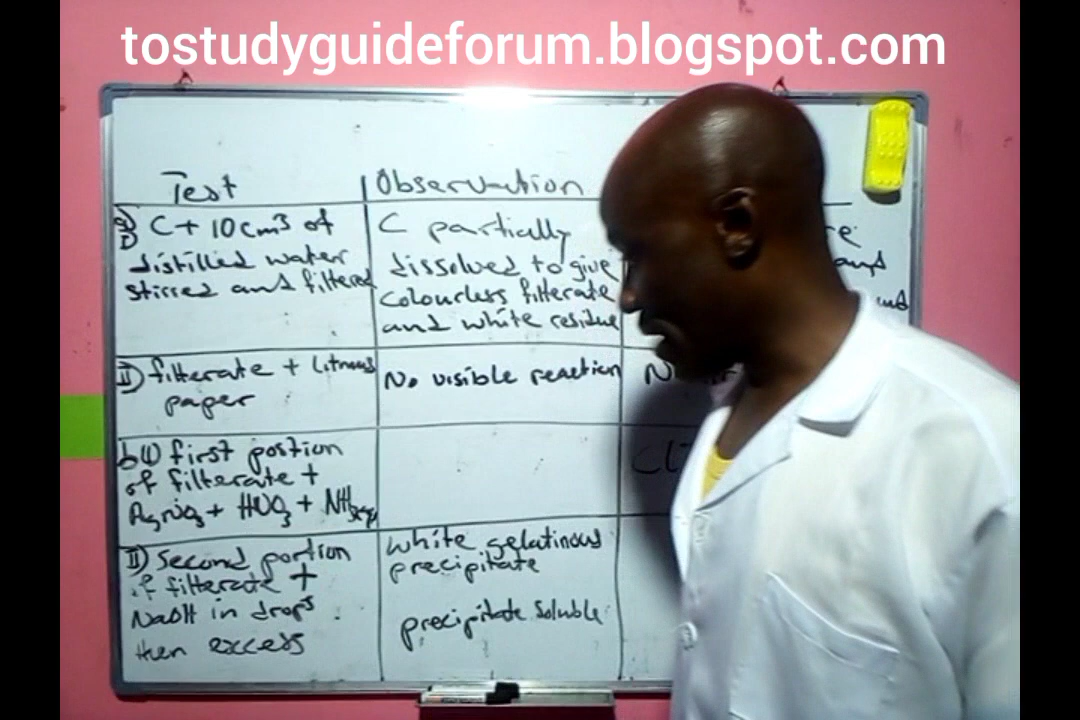 tostudyguideforum.blogspot.com
Test
Observation
a) I) C + 10cm³ of
distilled water
stirred and filtered
C partially
dissolved to give
colourless filterate
and white residue
II) filterate + litmus
paper
No visible reaction
b(I) first postion
of filterate +
AgNO₃ + HNO₃ + NH₃
II) Second portion
of filterate +
NaOH in drops
then excess
white gelatinous
precipitate
precipitate soluble